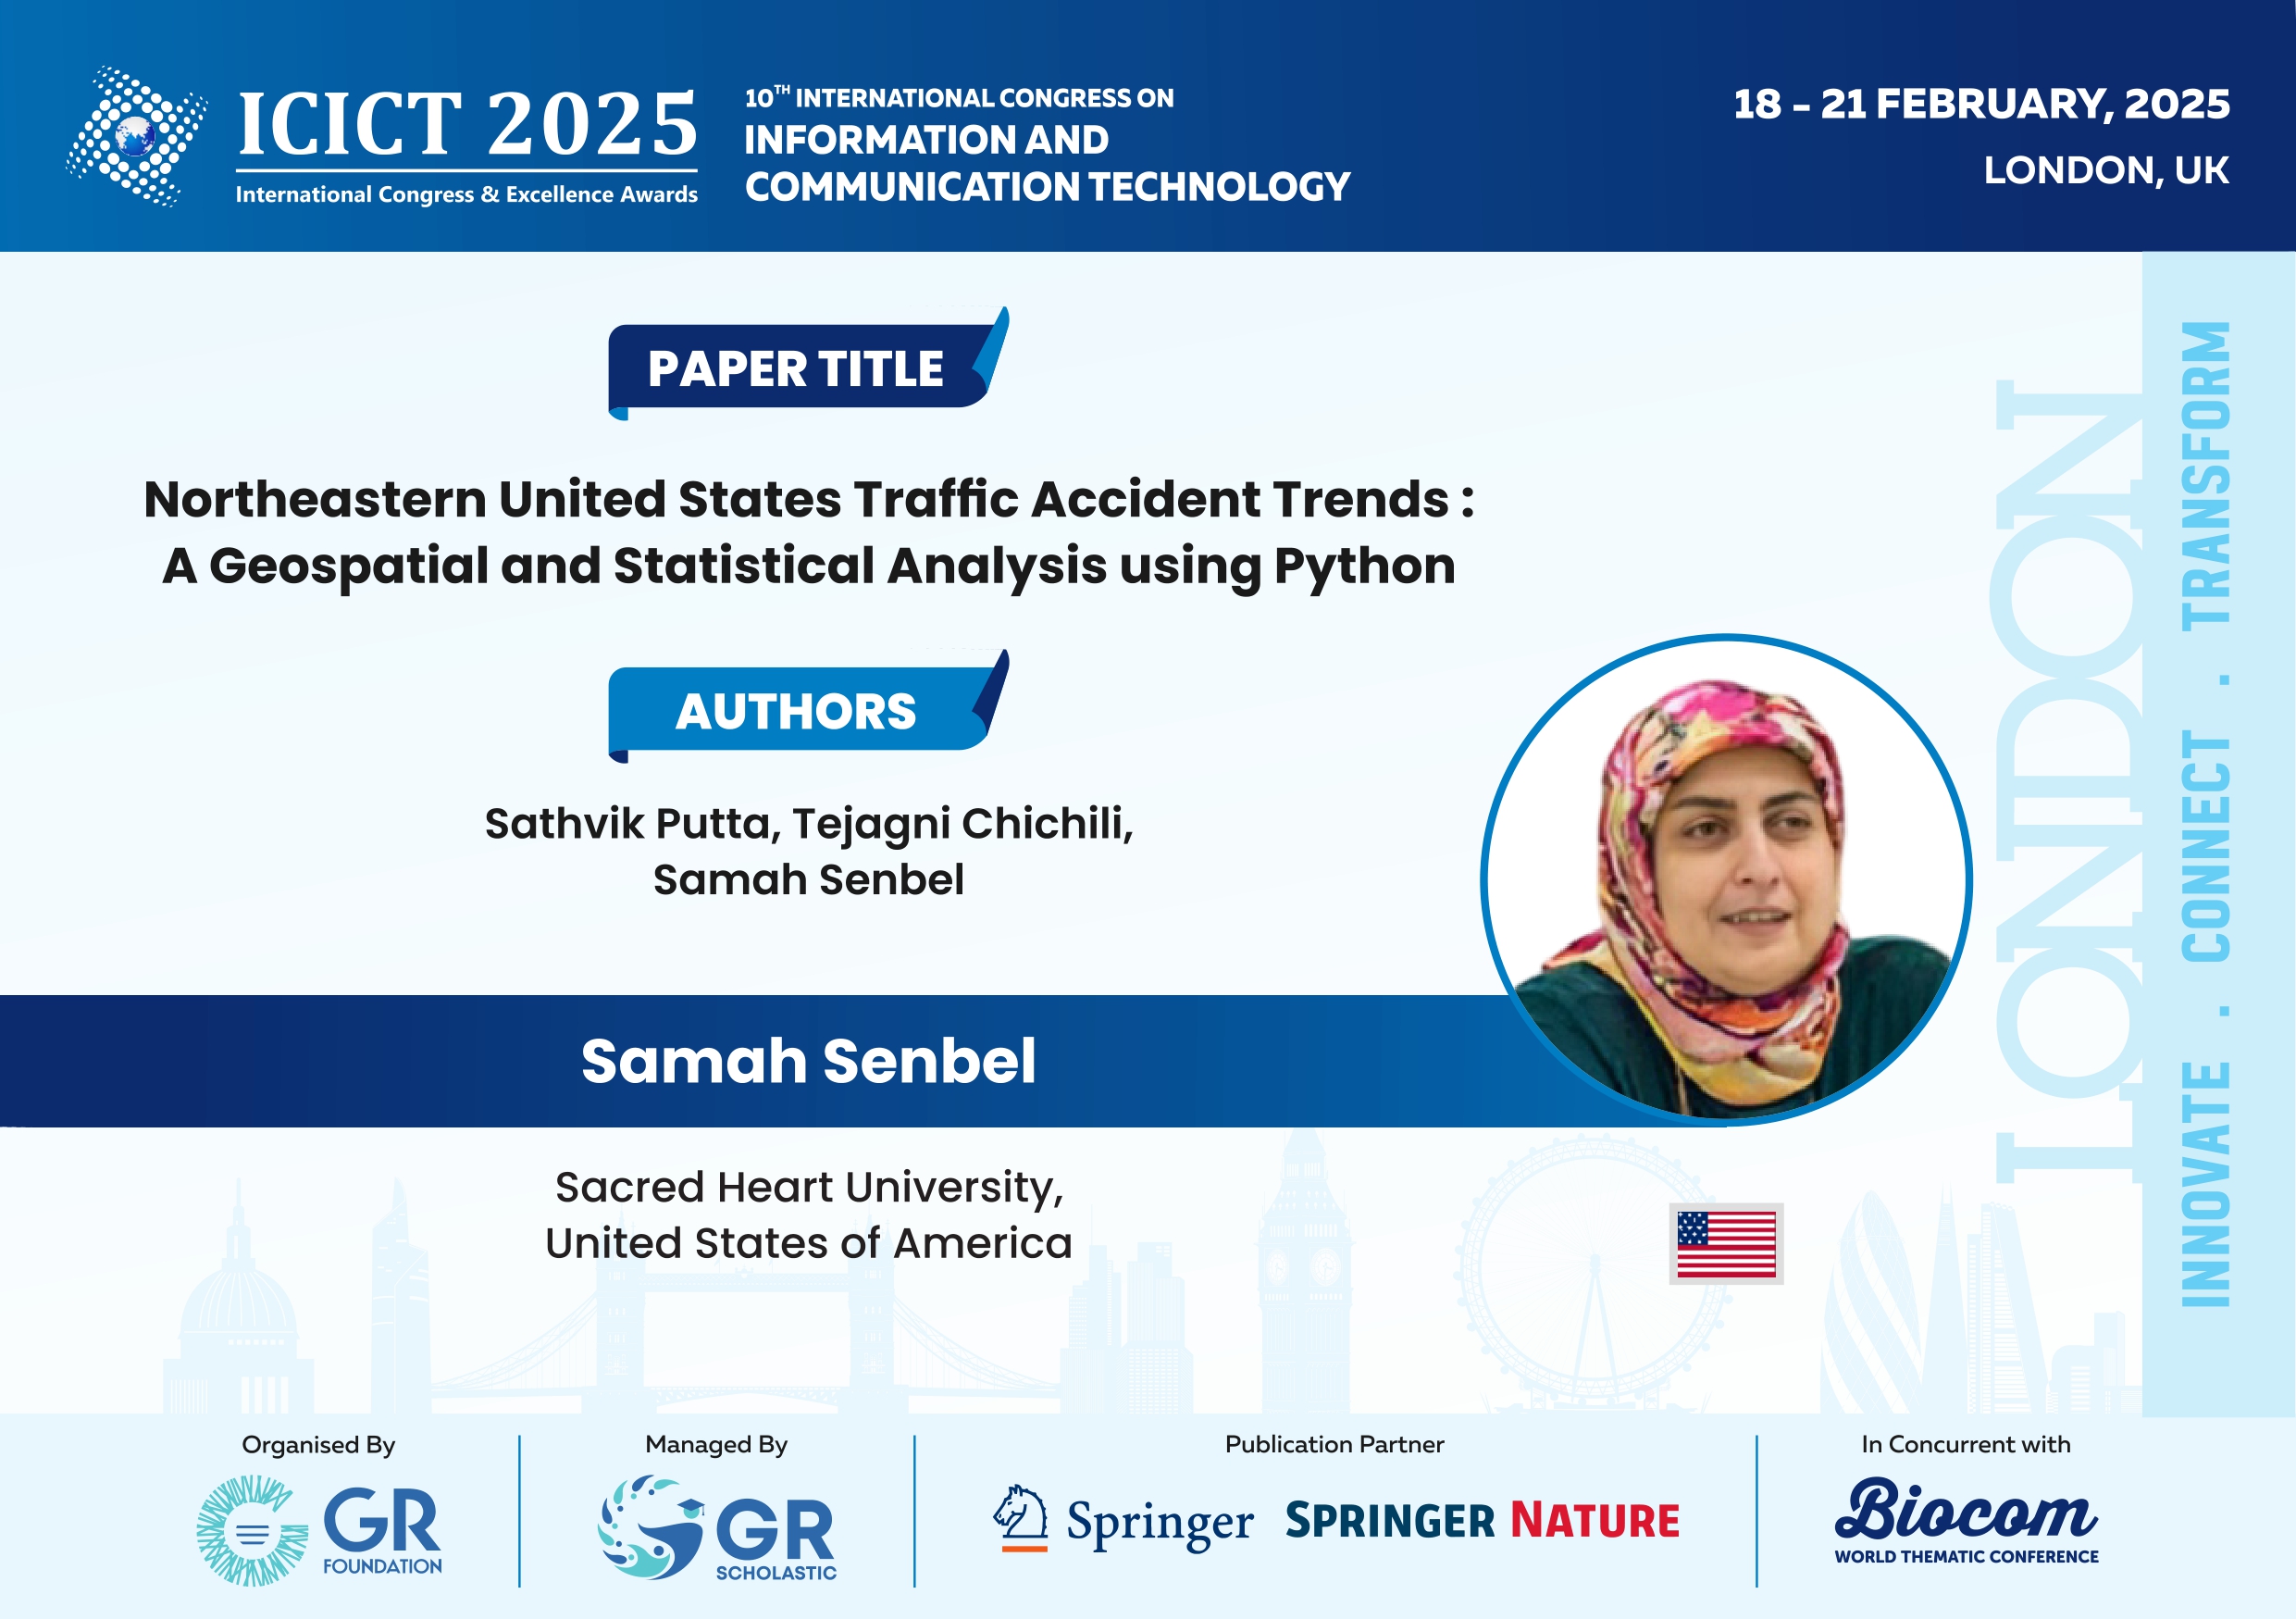 ICICT 2025
International Congress & Excellence Awards
10TH INTERNATIONAL CONGRESS ON
INFORMATION AND
COMMUNICATION TECHNOLOGY
18 - 21 FEBRUARY, 2025
LONDON, UK
PAPER TITLE
Northeastern United States Traffic Accident Trends :
A Geospatial and Statistical Analysis using Python
AUTHORS
Sathvik Putta, Tejagni Chichili,
Samah Senbel
Samah Senbel
Sacred Heart University,
United States of America
LONDON
INNOVATE . CONNECT . TRANSFORM
Organised By
GR
FOUNDATION
Managed By
GR
SCHOLASTIC
Publication Partner
Springer
SPRINGER NATURE
In Concurrent with
Biocom
WORLD THEMATIC CONFERENCE